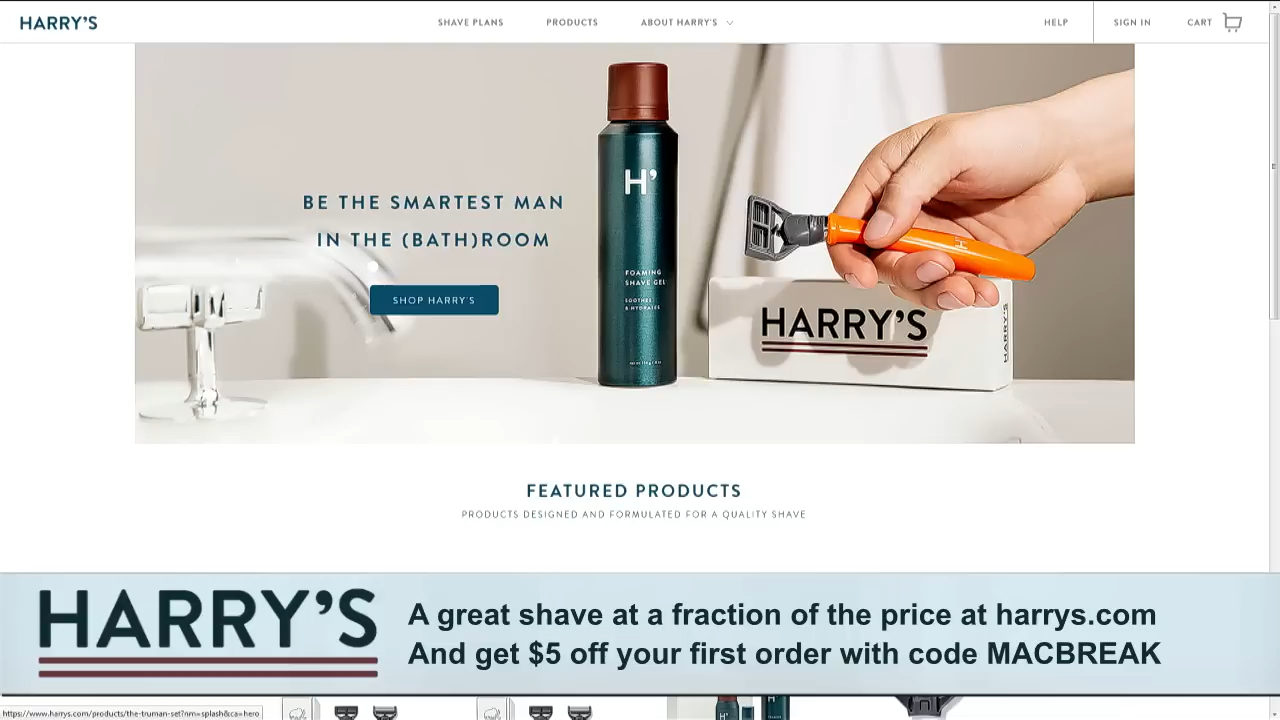 HARRY'S
SHAVE PLANS
PRODUCTS
ABOUT HARRY'S
HELP
SIGN IN
CART
BE THE SMARTEST MAN
IN THE (BATH)ROOM
SHOP HARRY'S
H'
FOAMING
SHAVE GEL
SOOTHES
& HYDRATES
H'
HARRY'S
HARRY'S
FEATURED PRODUCTS
PRODUCTS DESIGNED AND FORMULATED FOR A QUALITY SHAVE
HARRY'S
A great shave at a fraction of the price at harrys.com
And get $5 off your first order with code MACBREAK
https://www.harrys.com/products/the-truman-set?nm=splash&ca=hero
H'